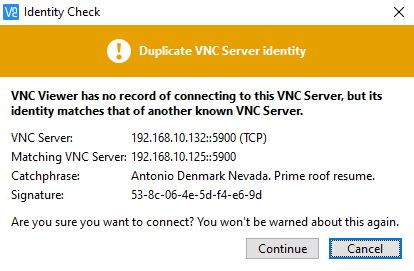 Identity Check
Duplicate VNC Server identity
VNC Viewer has no record of connecting to this VNC Server, but its
identity matches that of another known VNC Server.
VNC Server: 192.168.10.132::5900 (TCP)
Matching VNC Server: 192.168.10.125::5900
Catchphrase: Antonio Denmark Nevada. Prime roof resume.
Signature: 53-8c-06-4e-5d-f4-e6-9d
Are you sure you want to connect? You won't be warned about this again.
Continue Cancel